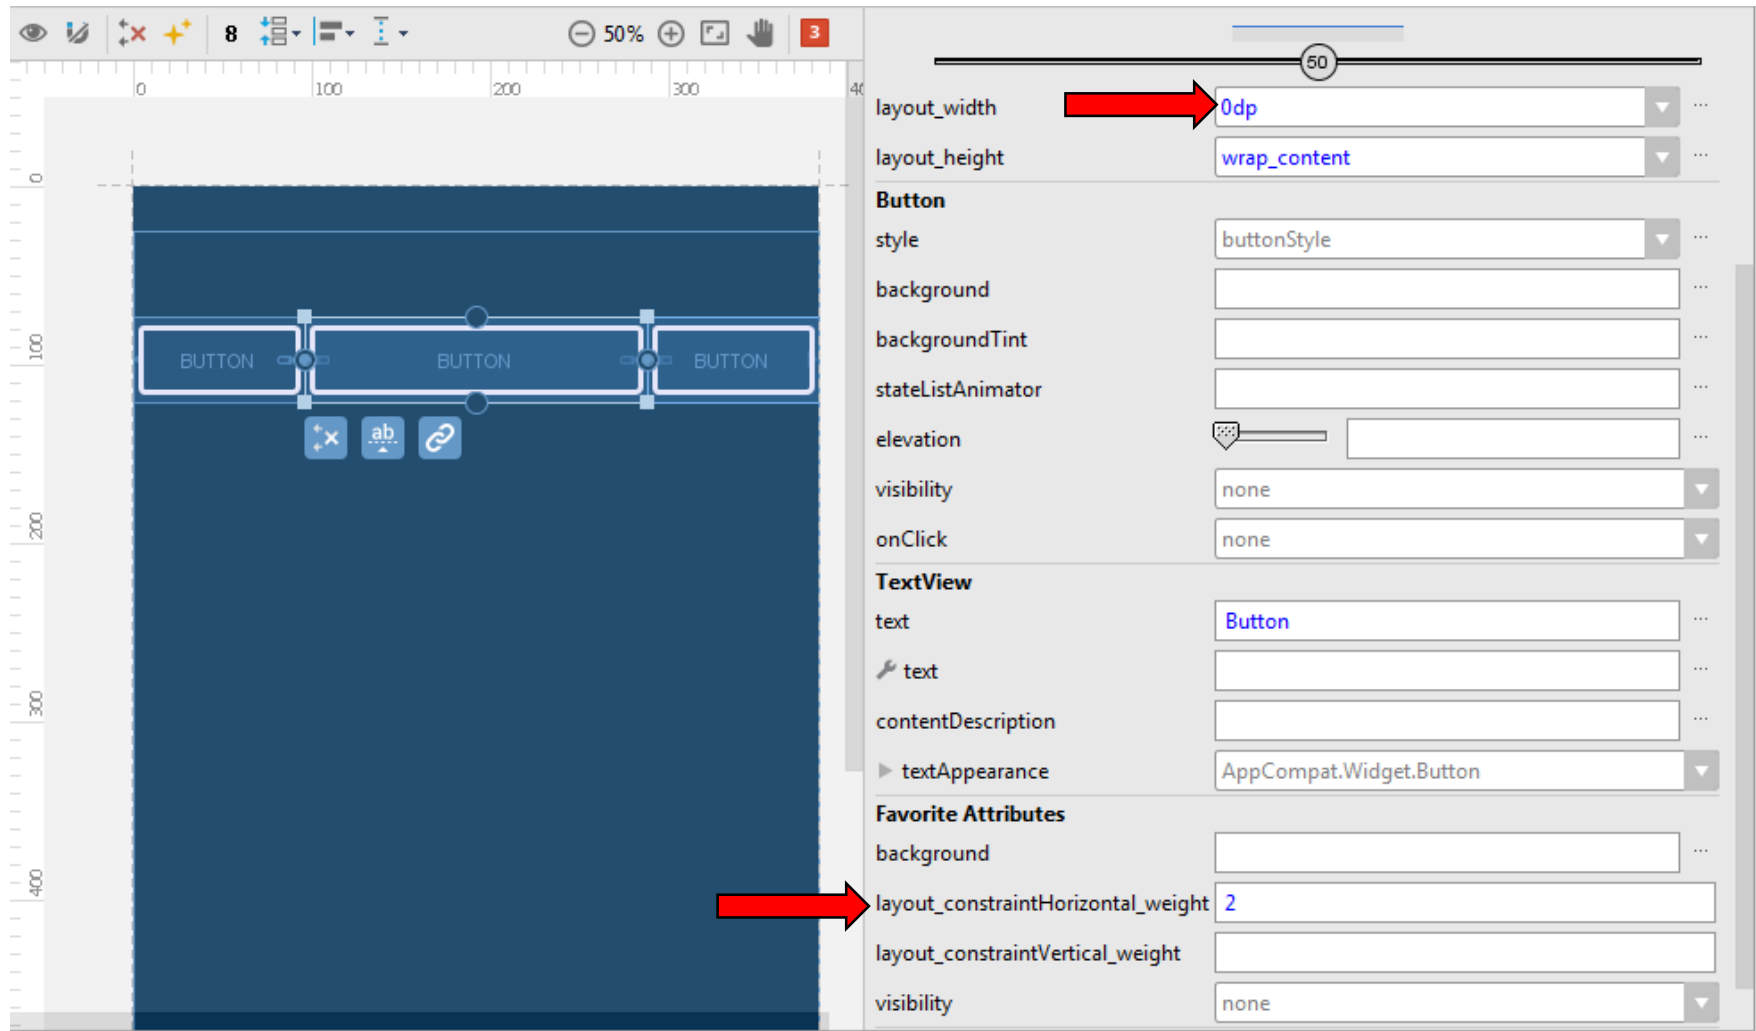 8 50% 3
0 100 200 300 40
0
100
200
300
400
BUTTON BUTTON BUTTON
ab
50
layout_width 0dp ...
layout_height wrap_content ...
Button
style buttonStyle ...
background ...
backgroundTint ...
stateListAnimator ...
elevation ...
visibility none
onClick none
TextView
text Button ...
text ...
contentDescription ...
textAppearance AppCompat.Widget.Button
Favorite Attributes
background ...
layout_constraintHorizontal_weight 2
layout_constraintVertical_weight
visibility none